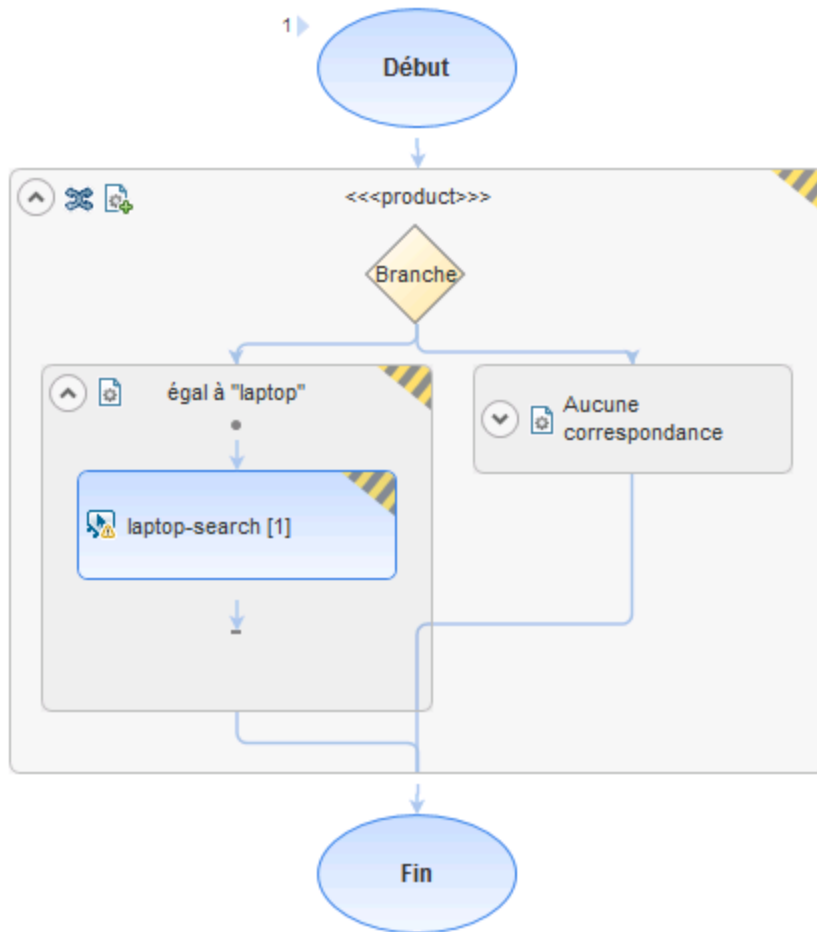 1
Début
<<<product>>>
Branche
égal à "laptop"
Aucune
correspondance
laptop-search [1]
Fin